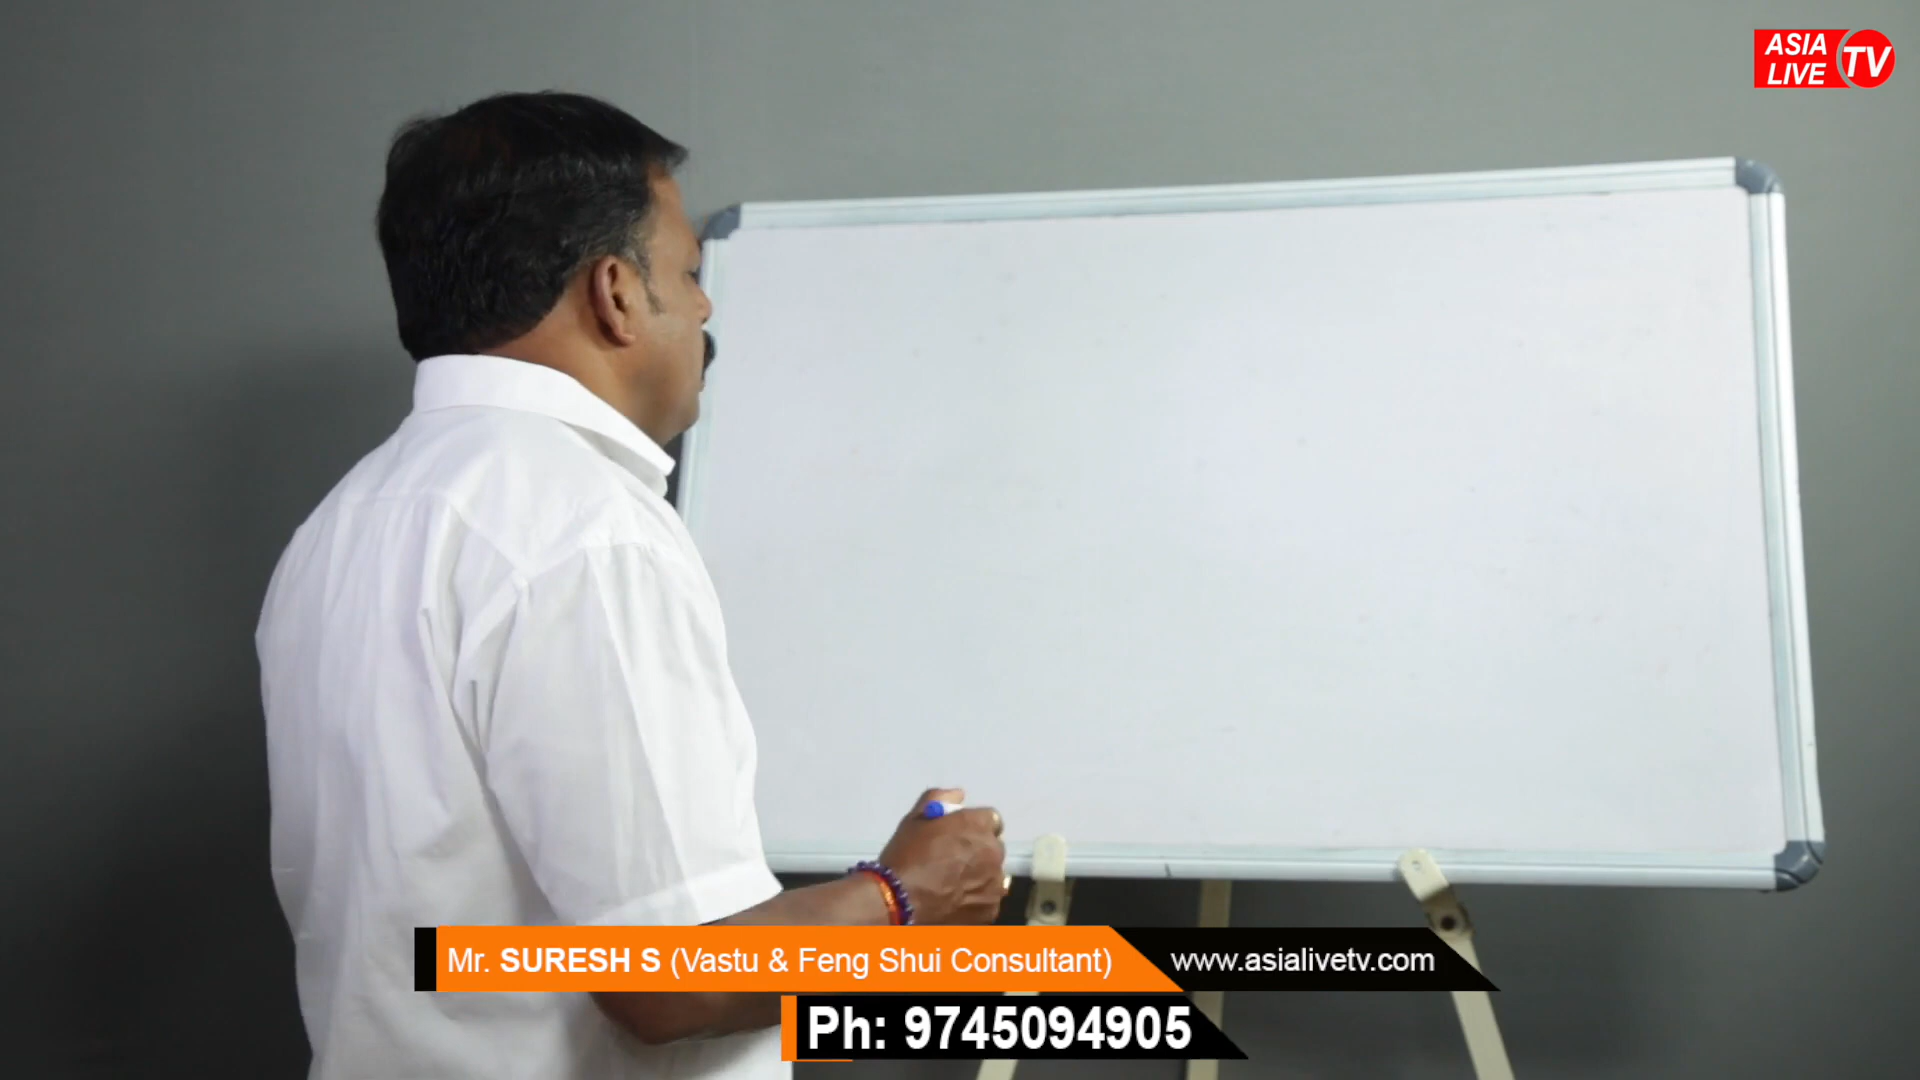 ASIA
LIVE
TV
Mr. SURESH S (Vastu & Feng Shui Consultant)
www.asialivetv.com
Ph: 9745094905